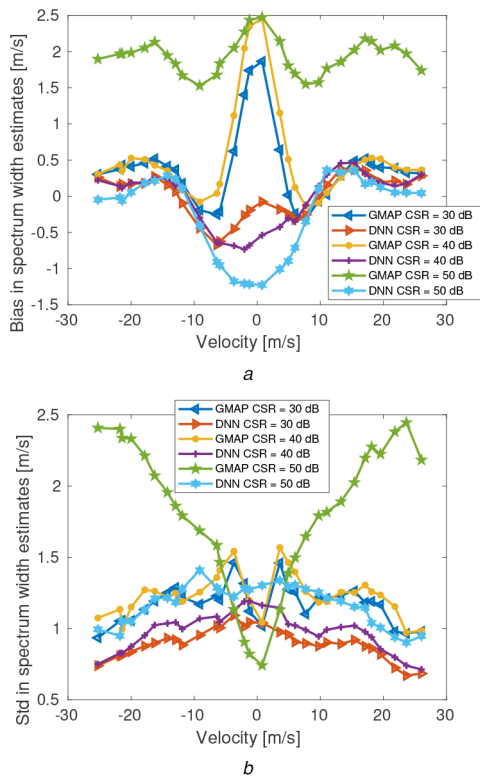 2.5
2
1.5
1
0.5
0
-0.5
-1
-1.5
Bias in spectrum width estimates [m/s]
GMAP CSR = 30 dB
DNN CSR = 30 dB
GMAP CSR = 40 dB
DNN CSR = 40 dB
GMAP CSR = 50 dB
DNN CSR = 50 dB
-30 -20 -10 0 10 20 30
Velocity [m/s]
a
GMAP CSR = 30 dB
DNN CSR = 30 dB
GMAP CSR = 40 dB
DNN CSR = 40 dB
GMAP CSR = 50 dB
DNN CSR = 50 dB
2.5
2
1.5
1
0.5
Std in spectrum width estimates [m/s]
-30 -20 -10 0 10 20 30
Velocity [m/s]
b